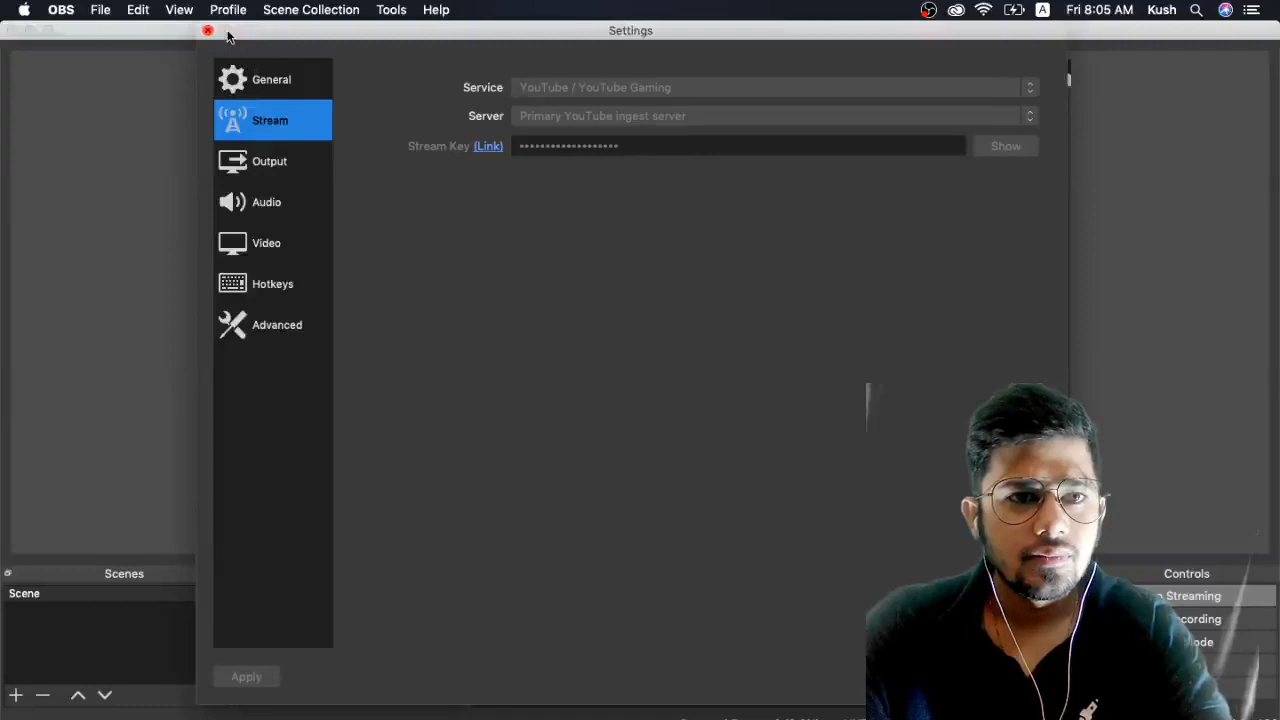 OBS File Edit View Profile Scene Collection Tools Help A Fri 8:05 AM Kush
Settings
General
Stream
Output
Audio
Video
Hotkeys
Advanced
Service YouTube / YouTube Gaming
Server Primary YouTube ingest server
Stream Key (Link) ••••••••••••••••••• Show
Scenes
Scene
Apply
Controls
Streaming